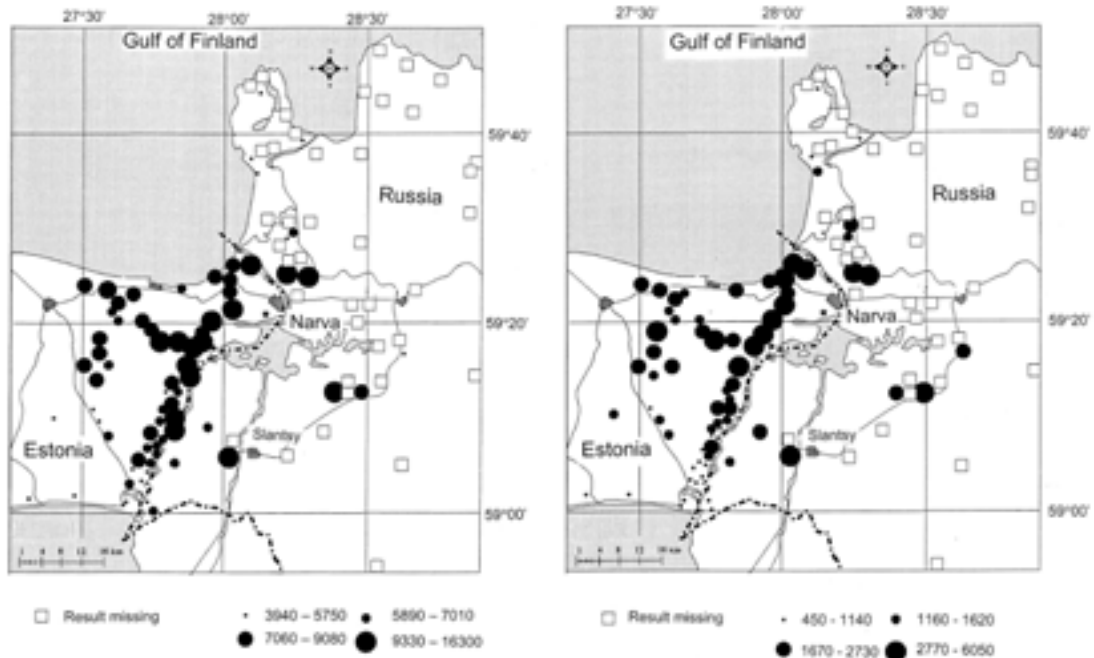 27°30' 28°00' 28°30'
Gulf of Finland
59°40'
Russia
Narva
59°20'
Estonia
Slantsy
59°00'
Result missing
3940 – 5750
5890 – 7010
7060 – 9080
9330 – 16300
27°30' 28°00' 28°30'
Gulf of Finland
59°40'
Russia
Narva
59°20'
Estonia
Slantsy
59°00'
Result missing
450 - 1140
1160 - 1620
1670 - 2730
2770 - 6050